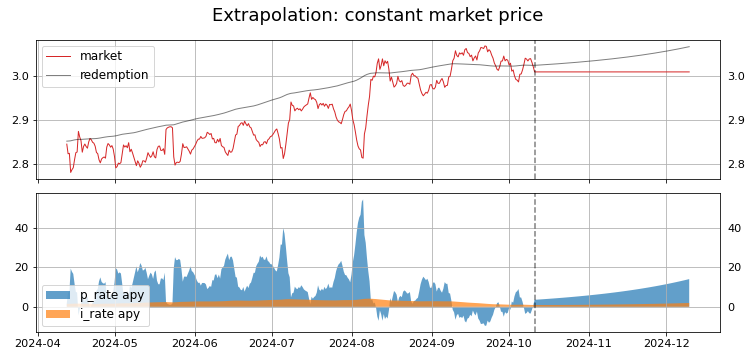 Extrapolation: constant market price
market
redemption
3.0 3.0
2.9 2.9
2.8 2.8
40 40
20 20
0 0
p_rate apy
i_rate apy
2024-04 2024-05 2024-06 2024-07 2024-08 2024-09 2024-10 2024-11 2024-12